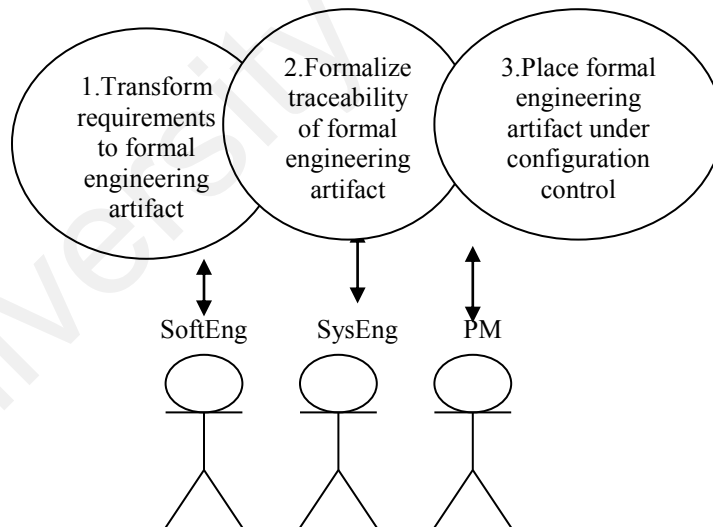 1.Transform
requirements
to formal
engineering
artifact
2.Formalize
traceability
of formal
engineering
artifact
3.Place formal
engineering
artifact under
configuration
control
SoftEng
SysEng
PM